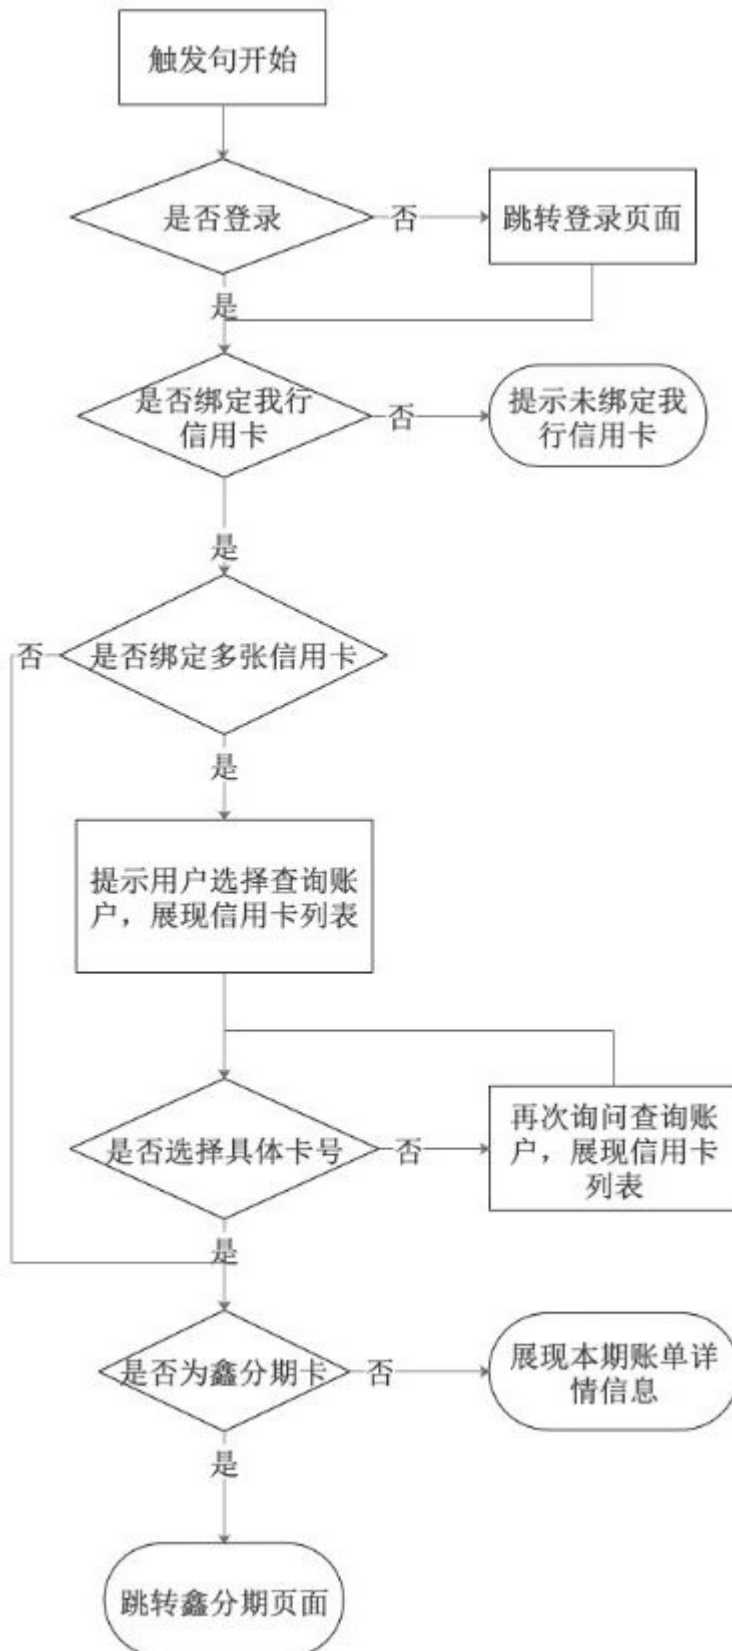 触发句开始
是否登录
否
跳转登录页面
是
是否绑定我行
信用卡
否
提示未绑定我
行信用卡
是
否
是否绑定多张信用卡
是
提示用户选择查询账
户，展现信用卡列表
是否选择具体卡号
否
再次询问查询账
户，展现信用卡
列表
是
是否为鑫分期卡
否
展现本期账单详
情信息
是
跳转鑫分期页面